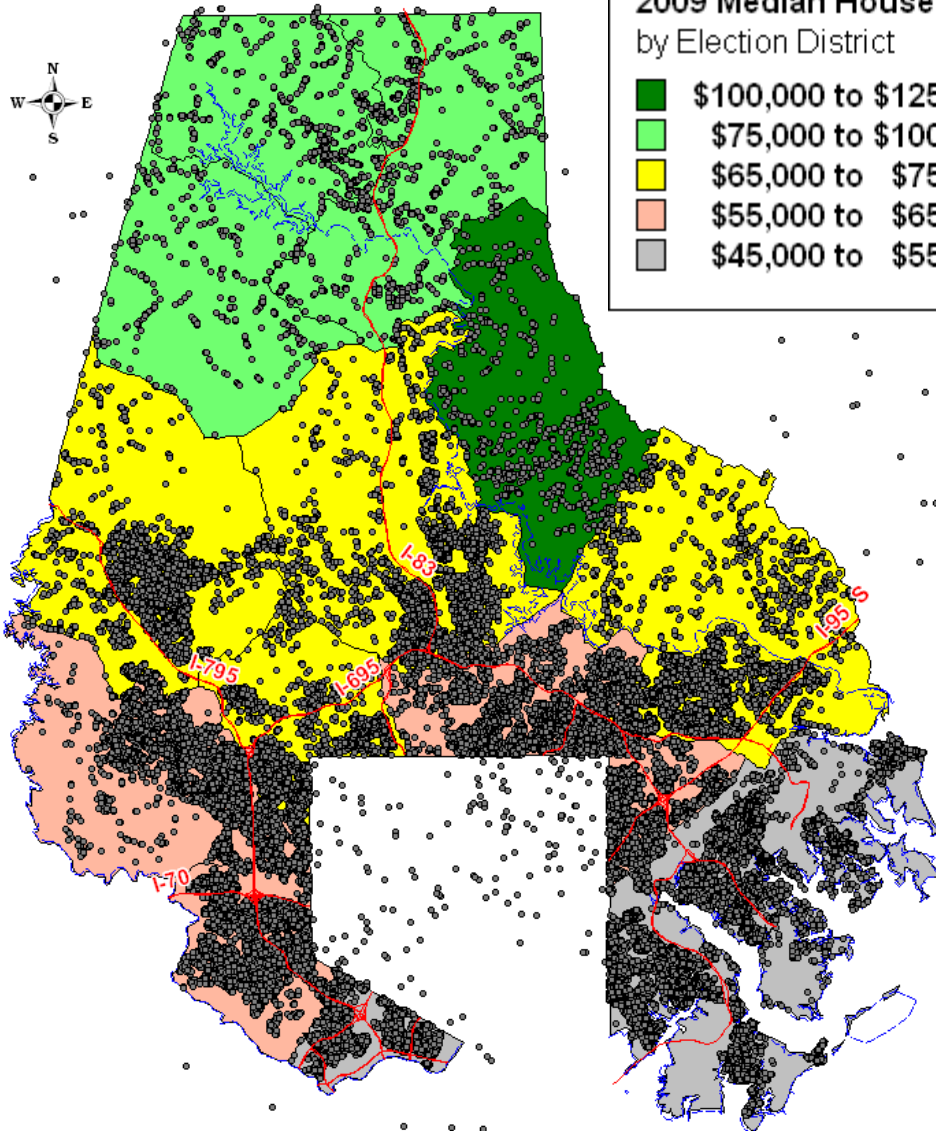 2009 Median House
by Election District
$100,000 to $125
$75,000 to $100
$65,000 to $75
$55,000 to $65
$45,000 to $55
N
W E
S
I-83
I-95 S
I-795
I-695
I-70